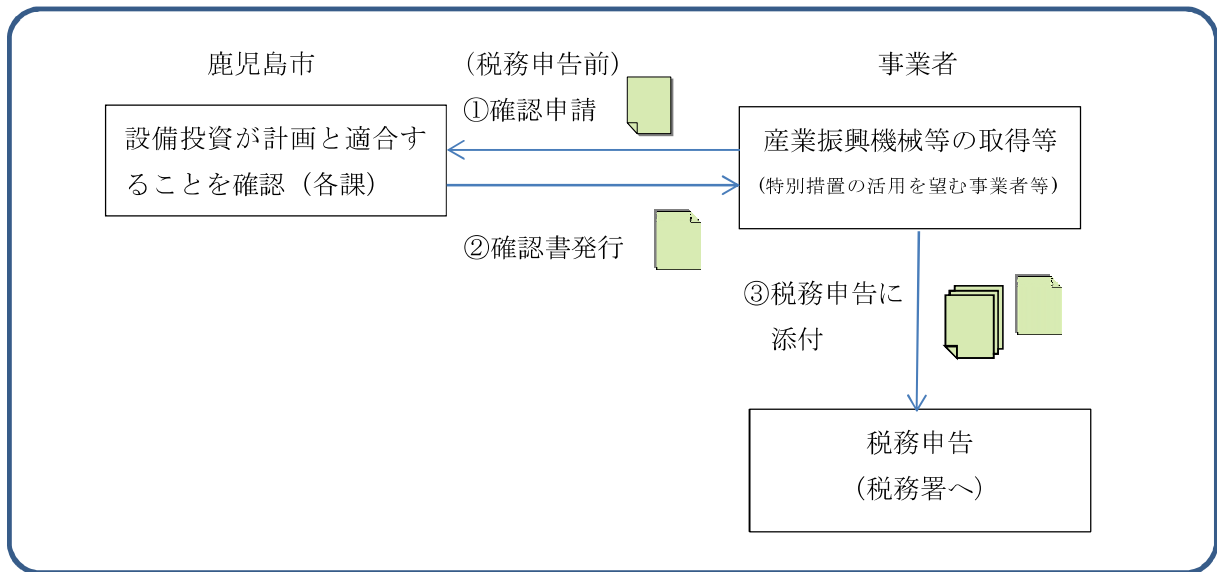 鹿児島市
(税務申告前)
事業者
①確認申請
設備投資が計画と適合す
ることを確認（各課）
産業振興機械等の取得等
(特別措置の活用を望む事業者等)
②確認書発行
③税務申告に
添付
税務申告
（税務署へ）